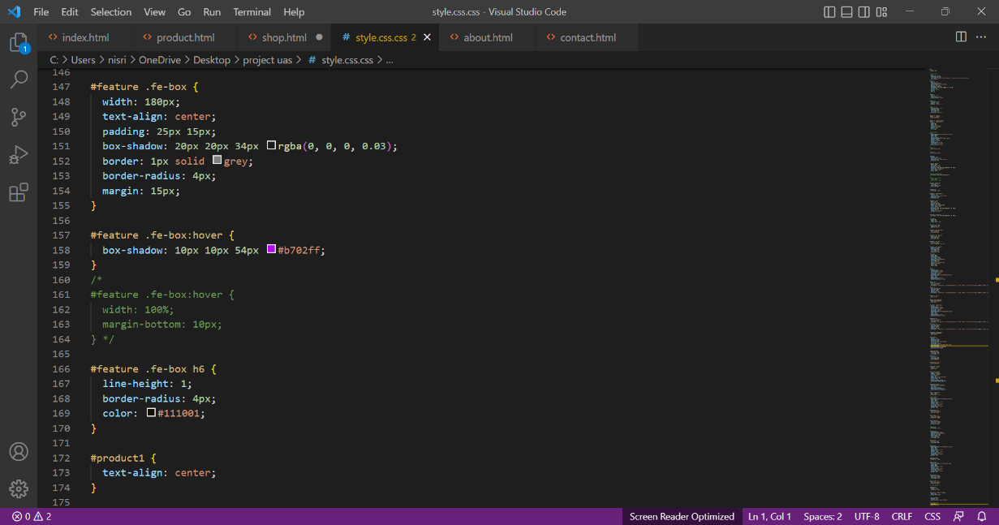 File Edit Selection View Go Run Terminal Help style.css.css - Visual Studio Code
index.html product.html shop.html style.css.css 2 about.html contact.html
C: > Users > nisri > OneDrive > Desktop > project uas > # style.css.css > ...
1
146
147 #feature .fe-box {
148 width: 180px;
149 text-align: center;
150 padding: 25px 15px;
151 box-shadow: 20px 20px 34px rgba(0, 0, 0, 0.03);
152 border: 1px solid grey;
153 border-radius: 4px;
154 margin: 15px;
155 }
156
157 #feature .fe-box:hover {
158 box-shadow: 10px 10px 54px #b702ff;
159 }
160 /*
161 #feature .fe-box:hover {
162 width: 100%;
163 margin-bottom: 10px;
164 } */
165
166 #feature .fe-box h6 {
167 line-height: 1;
168 border-radius: 4px;
169 color: #111001;
170 }
171
172 #product1 {
173 text-align: center;
174 }
175
0 2 Screen Reader Optimized Ln 1, Col 1 Spaces: 2 UTF-8 CRLF CSS